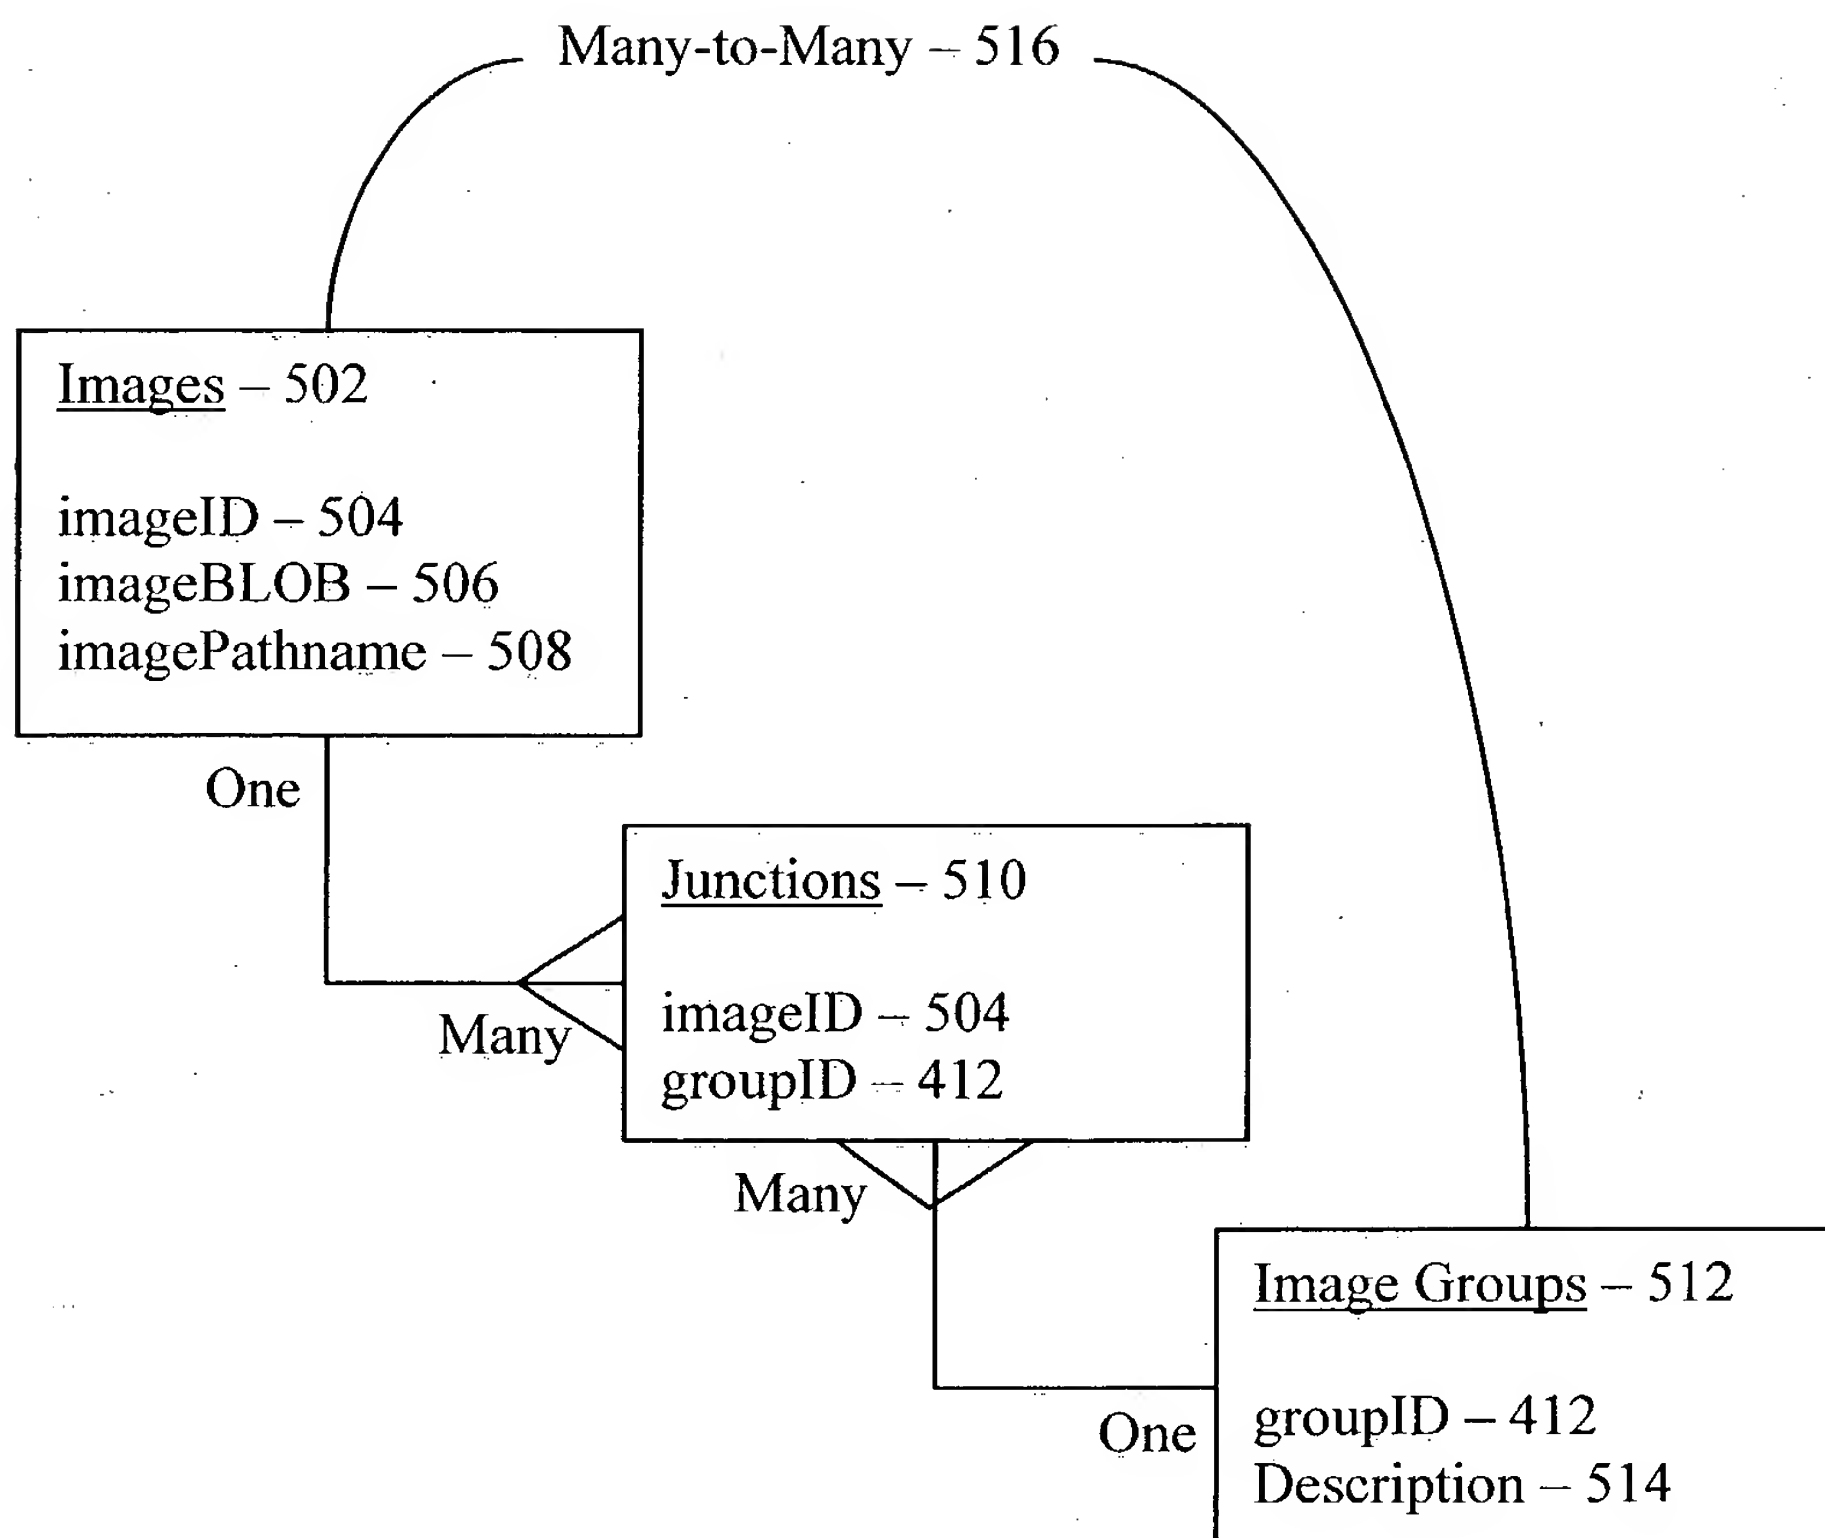 Many-to-Many – 516
Images – 502
imageID – 504
imageBLOB – 506
imagePathname – 508
One
Junctions – 510
imageID – 504
groupID – 412
Many
Many
Image Groups – 512
groupID – 412
Description – 514
One